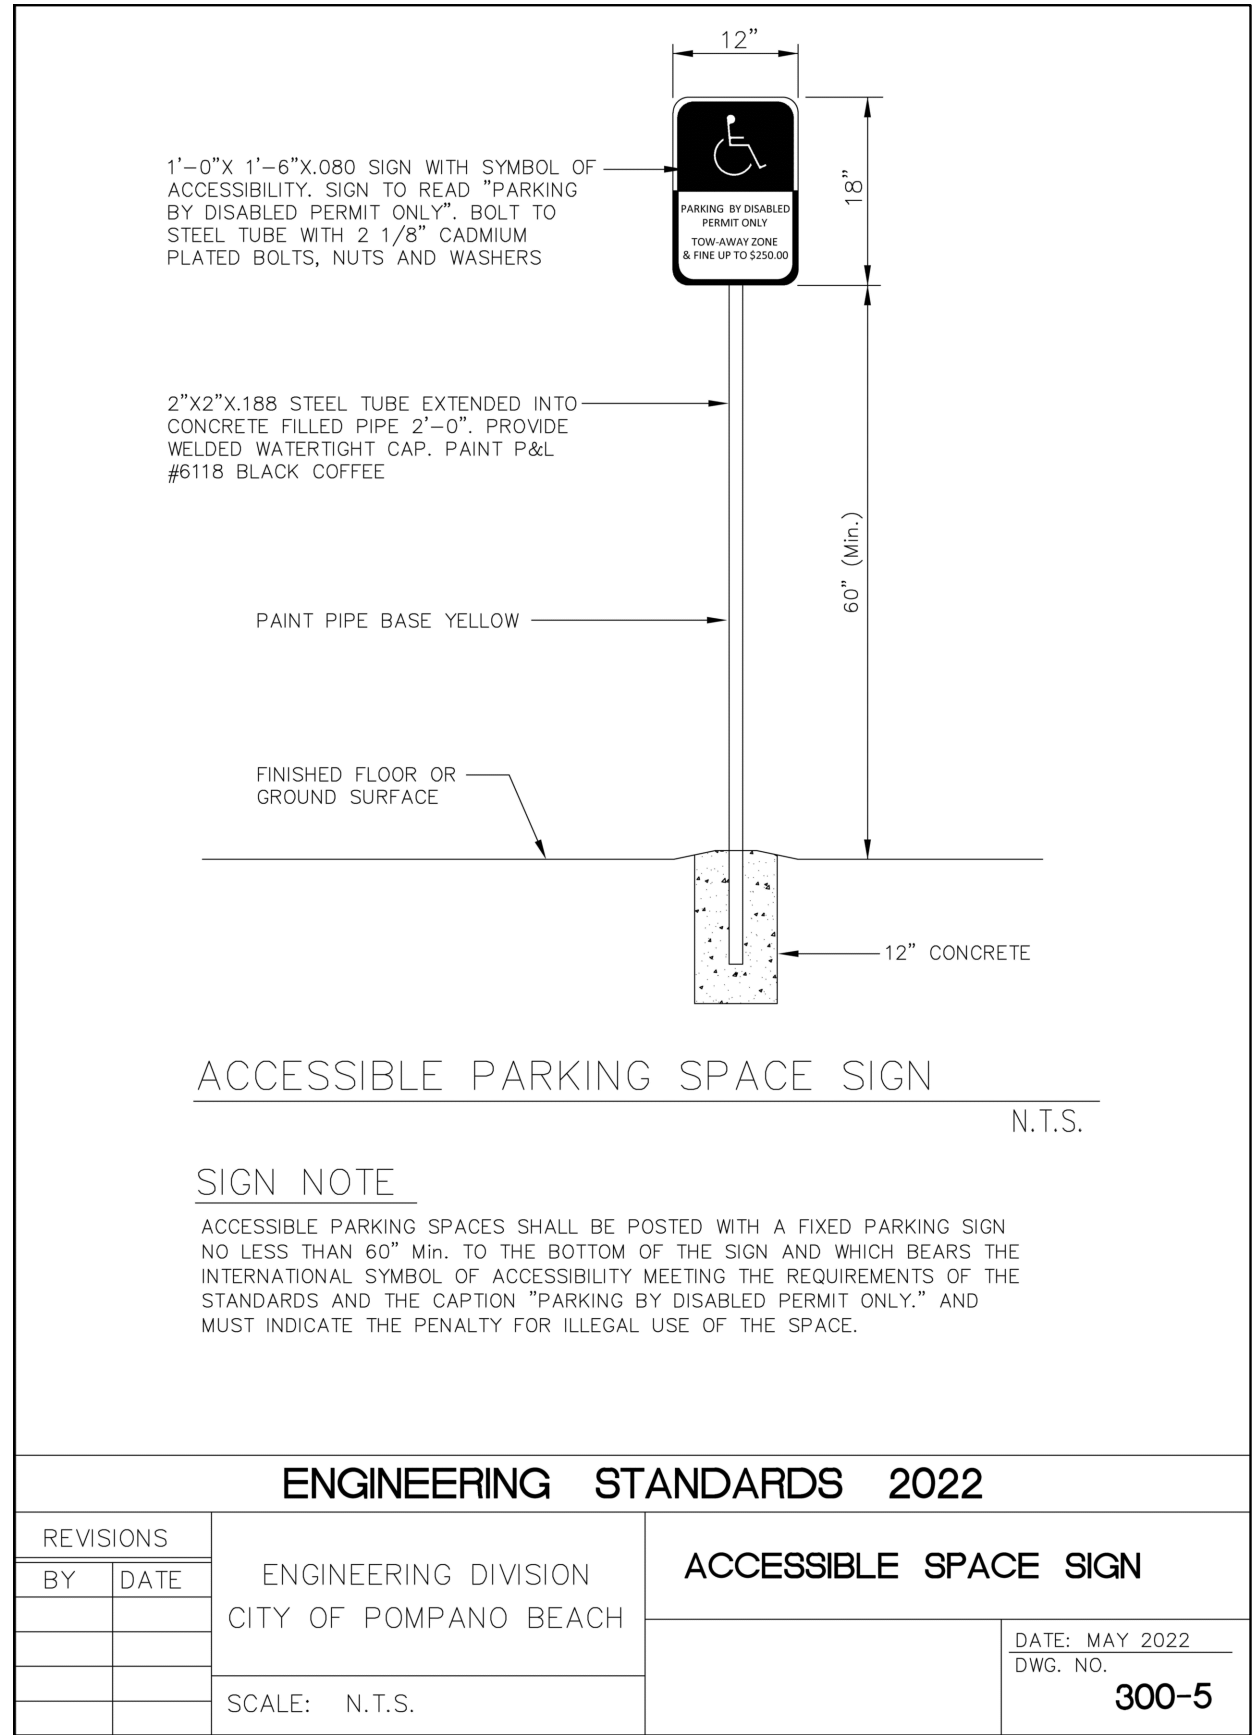 12"
1'-0"X 1'-6"X.080 SIGN WITH SYMBOL OF
ACCESSIBILITY. SIGN TO READ "PARKING
BY DISABLED PERMIT ONLY". BOLT TO
STEEL TUBE WITH 2 1/8" CADMIUM
PLATED BOLTS, NUTS AND WASHERS
18"
PARKING BY DISABLED
PERMIT ONLY
TOW-AWAY ZONE
& FINE UP TO $250.00
2"X2"X.188 STEEL TUBE EXTENDED INTO
CONCRETE FILLED PIPE 2'-0". PROVIDE
WELDED WATERTIGHT CAP. PAINT P&L
#6118 BLACK COFFEE
60" (Min.)
PAINT PIPE BASE YELLOW
FINISHED FLOOR OR
GROUND SURFACE
12" CONCRETE
ACCESSIBLE PARKING SPACE SIGN
N.T.S.
SIGN NOTE
ACCESSIBLE PARKING SPACES SHALL BE POSTED WITH A FIXED PARKING SIGN
NO LESS THAN 60" Min. TO THE BOTTOM OF THE SIGN AND WHICH BEARS THE
INTERNATIONAL SYMBOL OF ACCESSIBILITY MEETING THE REQUIREMENTS OF THE
STANDARDS AND THE CAPTION "PARKING BY DISABLED PERMIT ONLY." AND
MUST INDICATE THE PENALTY FOR ILLEGAL USE OF THE SPACE.
ENGINEERING STANDARDS 2022
REVISIONS
BY DATE
ENGINEERING DIVISION
CITY OF POMPANO BEACH
SCALE: N.T.S.
ACCESSIBLE SPACE SIGN
DATE: MAY 2022
DWG. NO.
300-5